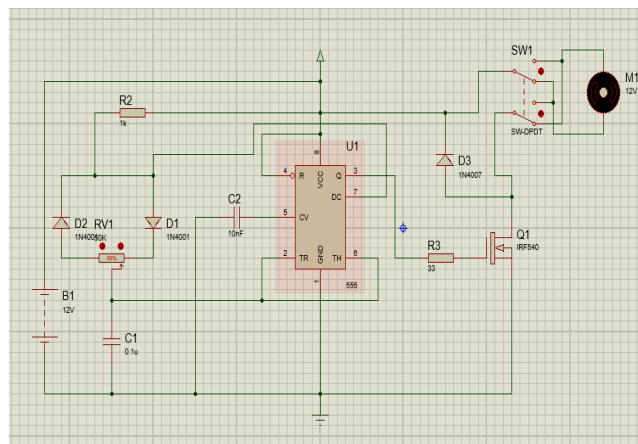 SW1
M1
12V
SW-DPDT
R2
1k
U1
8
4
R
VCC
Q
3
DC
7
D3
1N4007
C2
10nF
5
CV
D2
1N4001
RV1
50K
50%
D1
1N4001
2
TR
GND
TH
6
1
555
R3
33
Q1
IRF540
B1
12V
C1
0.1u